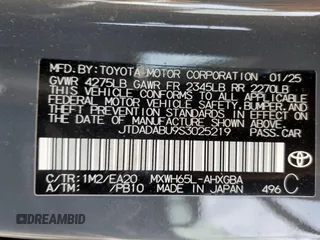 MFD. BY: TOYOTA MOTOR CORPORATION 01/25
GVWR 4275LB GAWR FR 2345LB RR 2270LB
THIS VEHICLE CONFORMS TO ALL APPLICABLE
FEDERAL MOTOR VEHICLE SAFETY, BUMPER, AND
THEFT PREVENTION STANDARDS IN EFFECT ON
THE DATE OF MANUFACTURE SHOWN ABOVE.
JTDADABU9S3025219 PASS.CAR
C/TR: 1M2/EA20 MXWH65L-AHXGBA
A/TM: /PB10 MADE IN JAPAN 496 C
TOYOTA
©DREAMBID